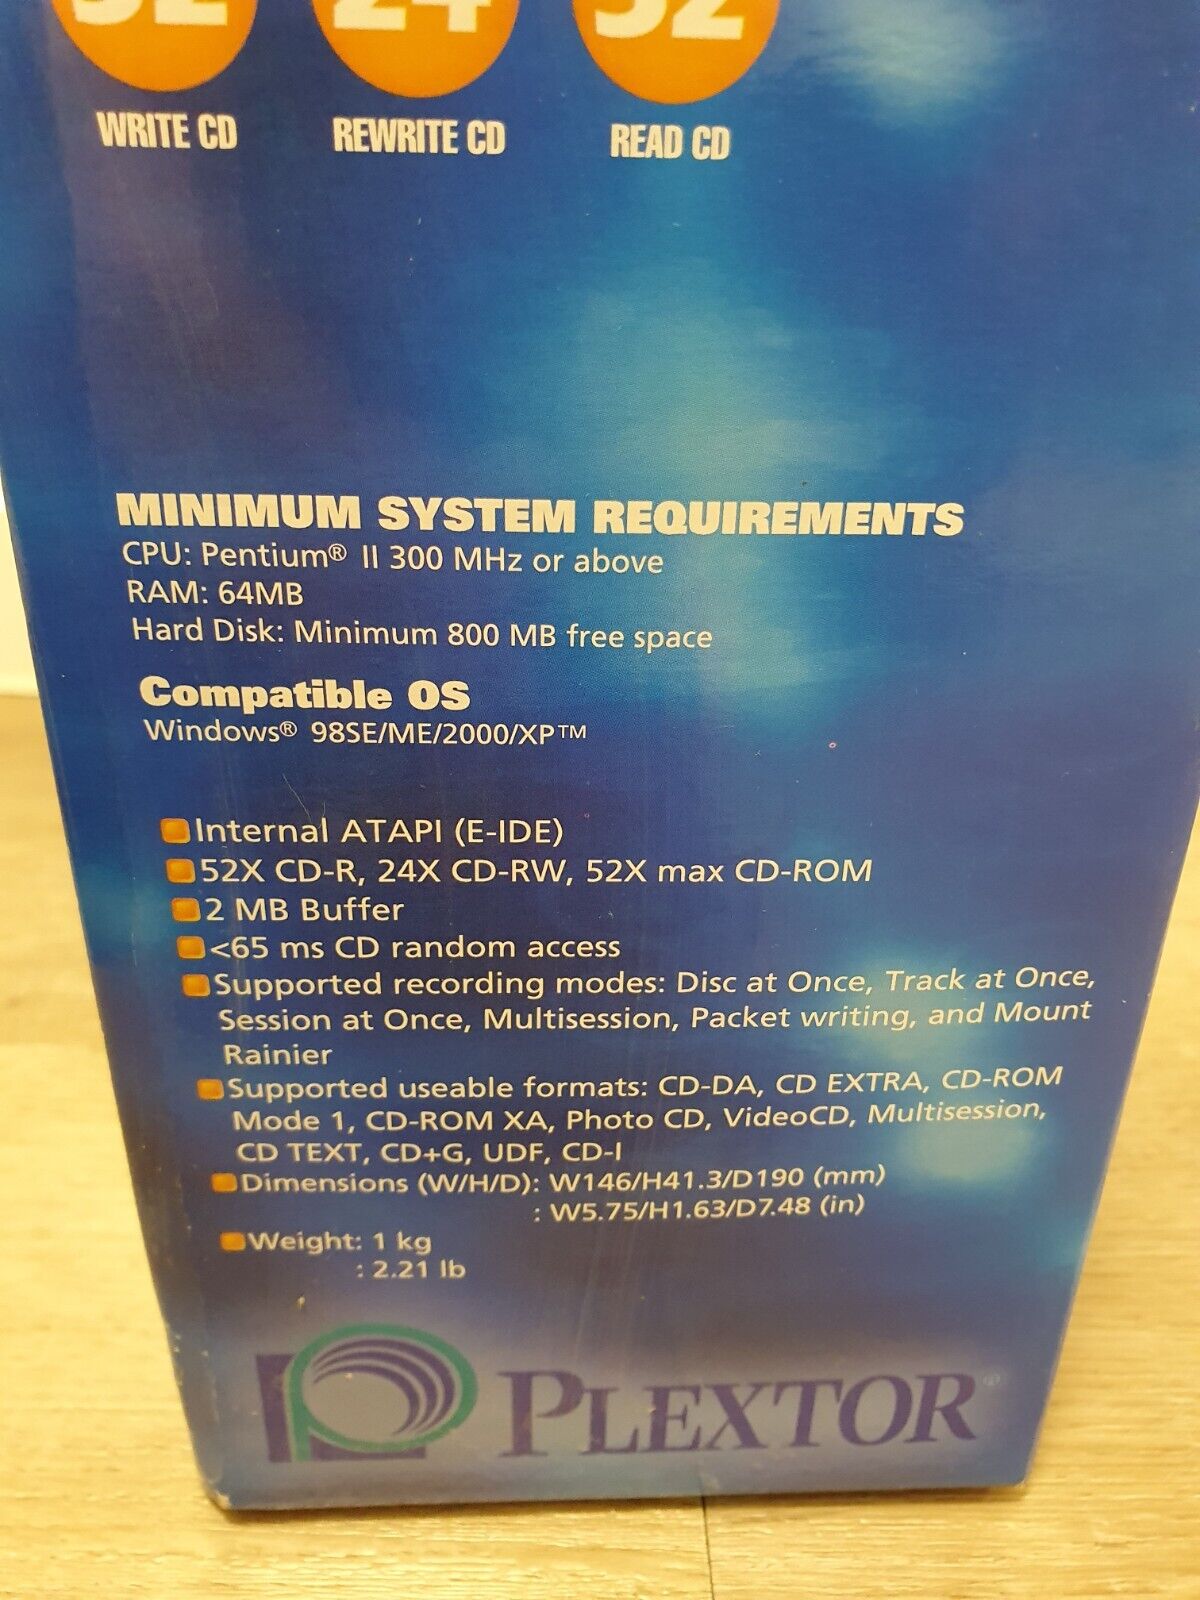 52 24 52
WRITE CD REWRITE CD READ CD
MINIMUM SYSTEM REQUIREMENTS
CPU: Pentium® II 300 MHz or above
RAM: 64MB
Hard Disk: Minimum 800 MB free space
Compatible OS
Windows® 98SE/ME/2000/XP™
Internal ATAPI (E-IDE)
52X CD-R, 24X CD-RW, 52X max CD-ROM
2 MB Buffer
<65 ms CD random access
Supported recording modes: Disc at Once, Track at Once,
Session at Once, Multisession, Packet writing, and Mount
Rainier
Supported useable formats: CD-DA, CD EXTRA, CD-ROM
Mode 1, CD-ROM XA, Photo CD, VideoCD, Multisession,
CD TEXT, CD+G, UDF, CD-I
Dimensions (W/H/D): W146/H41.3/D190 (mm)
: W5.75/H1.63/D7.48 (in)
Weight: 1 kg
: 2.21 lb
PLEXTOR®